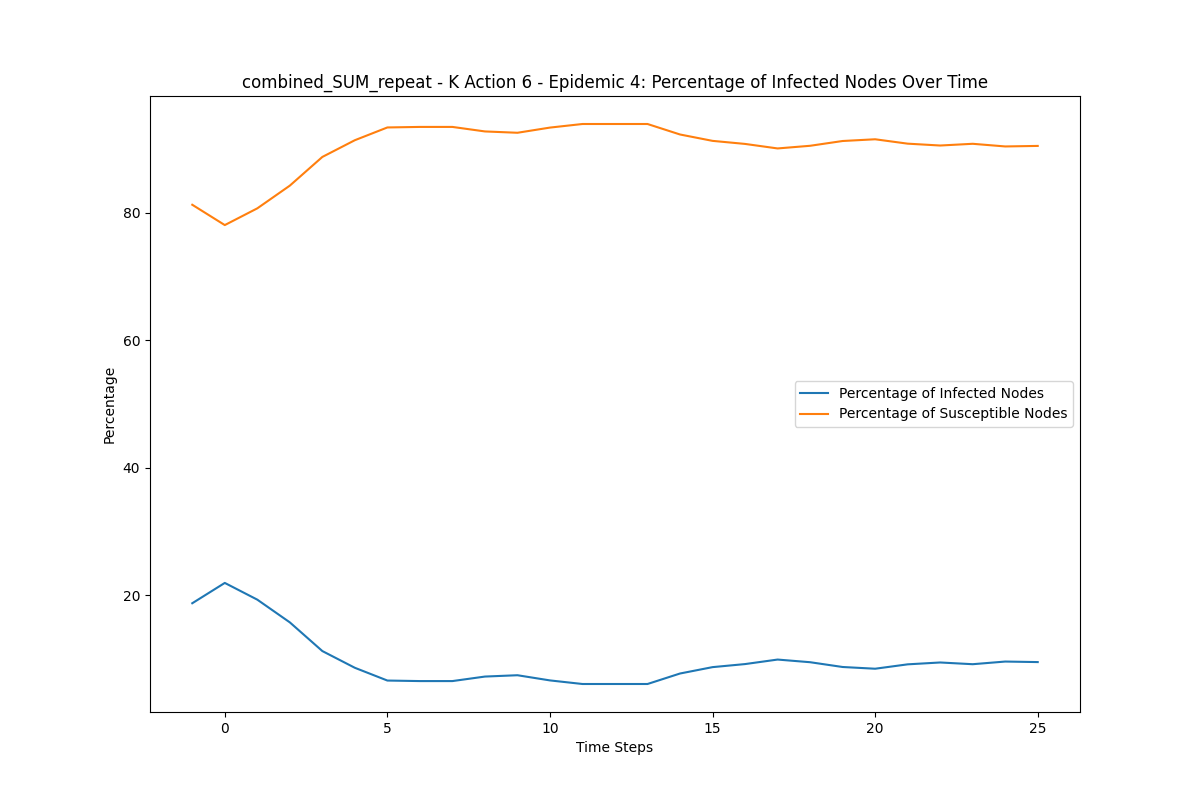 combined_SUM_repeat - K Action 6 - Epidemic 4: Percentage of Infected Nodes Over Time
80
60
40
20
Percentage
Percentage of Infected Nodes
Percentage of Susceptible Nodes
0 5 10 15 20 25
Time Steps